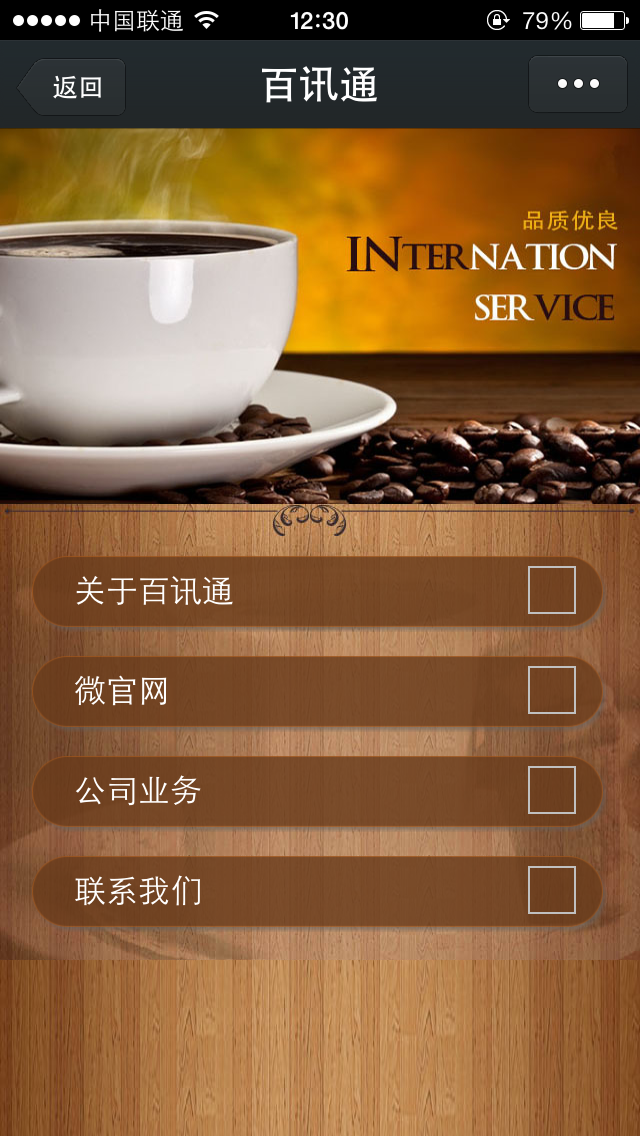 中国联通 12:30 79%
返回 百讯通
品质优良
INTERNATION
SERVICE
关于百讯通
微官网
公司业务
联系我们